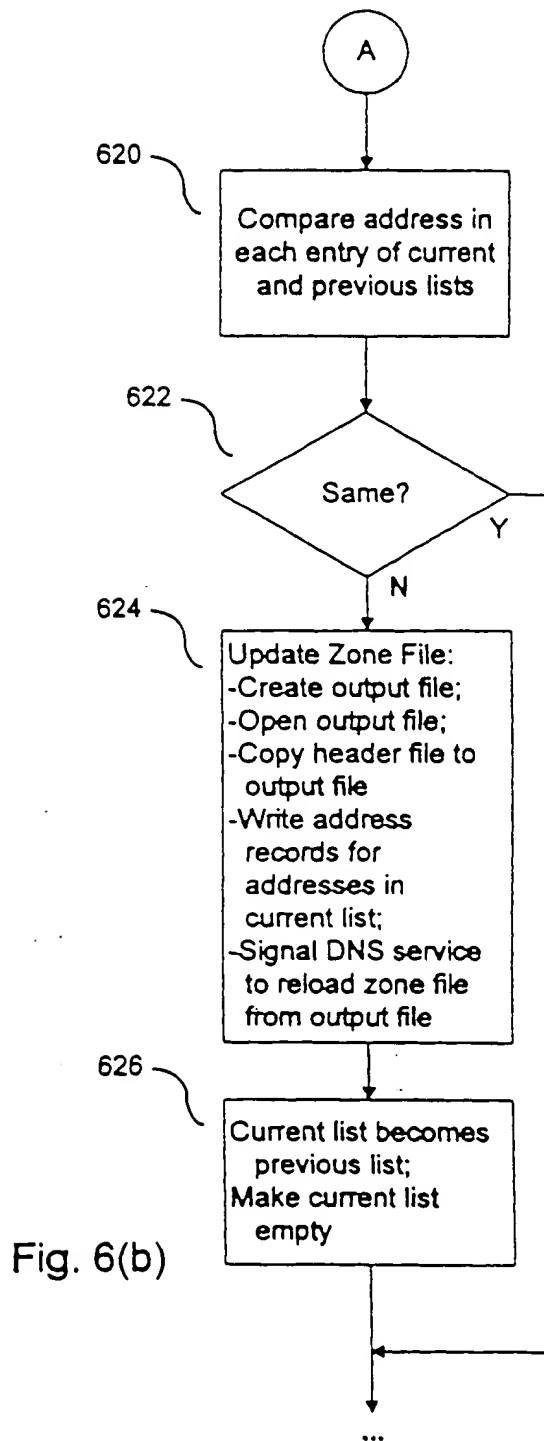 A
620
Compare address in
each entry of current
and previous lists
622
Same?
Y
N
624
Update Zone File:
-Create output file;
-Open output file;
-Copy header file to
output file
-Write address
records for
addresses in
current list;
-Signal DNS service
to reload zone file
from output file
626
Current list becomes
previous list;
Make current list
empty
Fig. 6(b)
...